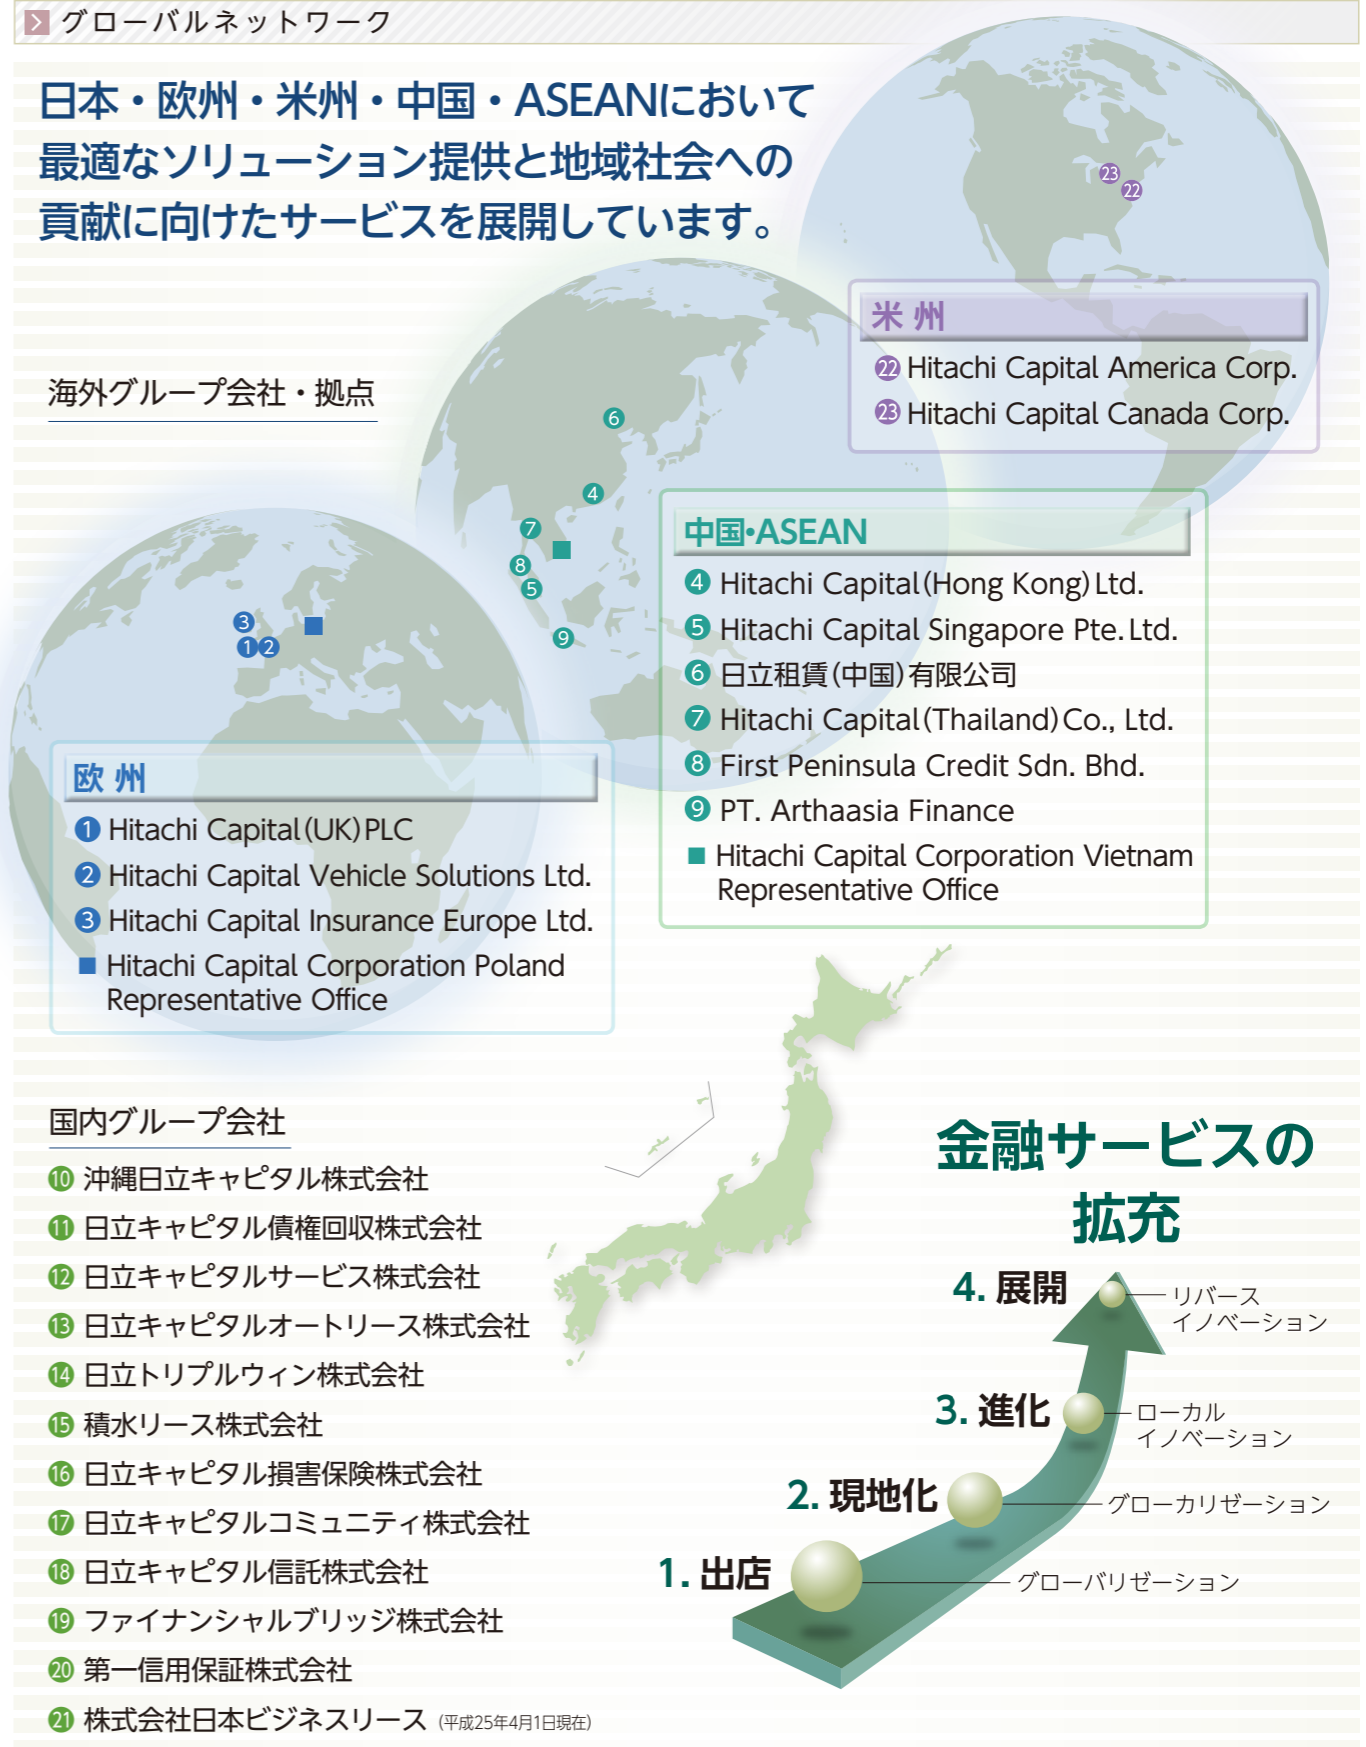 グローバルネットワーク
日本・欧州・米州・中国・ASEANにおいて
最適なソリューション提供と地域社会への
貢献に向けたサービスを展開しています。
23
22
米州
22 Hitachi Capital America Corp.
23 Hitachi Capital Canada Corp.
海外グループ会社・拠点
6
4
7
8
5
9
中国・ASEAN
4 Hitachi Capital(Hong Kong)Ltd.
5 Hitachi Capital Singapore Pte.Ltd.
6 日立租賃(中国)有限公司
7 Hitachi Capital(Thailand)Co., Ltd.
8 First Peninsula Credit Sdn. Bhd.
9 PT. Arthaasia Finance
■ Hitachi Capital Corporation Vietnam
Representative Office
3
1 2
欧州
1 Hitachi Capital(UK)PLC
2 Hitachi Capital Vehicle Solutions Ltd.
3 Hitachi Capital Insurance Europe Ltd.
■ Hitachi Capital Corporation Poland
Representative Office
国内グループ会社
10 沖縄日立キャピタル株式会社
11 日立キャピタル債権回収株式会社
12 日立キャピタルサービス株式会社
13 日立キャピタルオートリース株式会社
14 日立トリプルウィン株式会社
15 積水リース株式会社
16 日立キャピタル損害保険株式会社
17 日立キャピタルコミュニティ株式会社
18 日立キャピタル信託株式会社
19 ファイナンシャルブリッジ株式会社
20 第一信用保証株式会社
21 株式会社日本ビジネスリース (平成25年4月1日現在)
金融サービスの
拡充
4. 展開
リバース
イノベーション
3. 進化
ローカル
イノベーション
2. 現地化
グローカリゼーション
1. 出店
グローバリゼーション